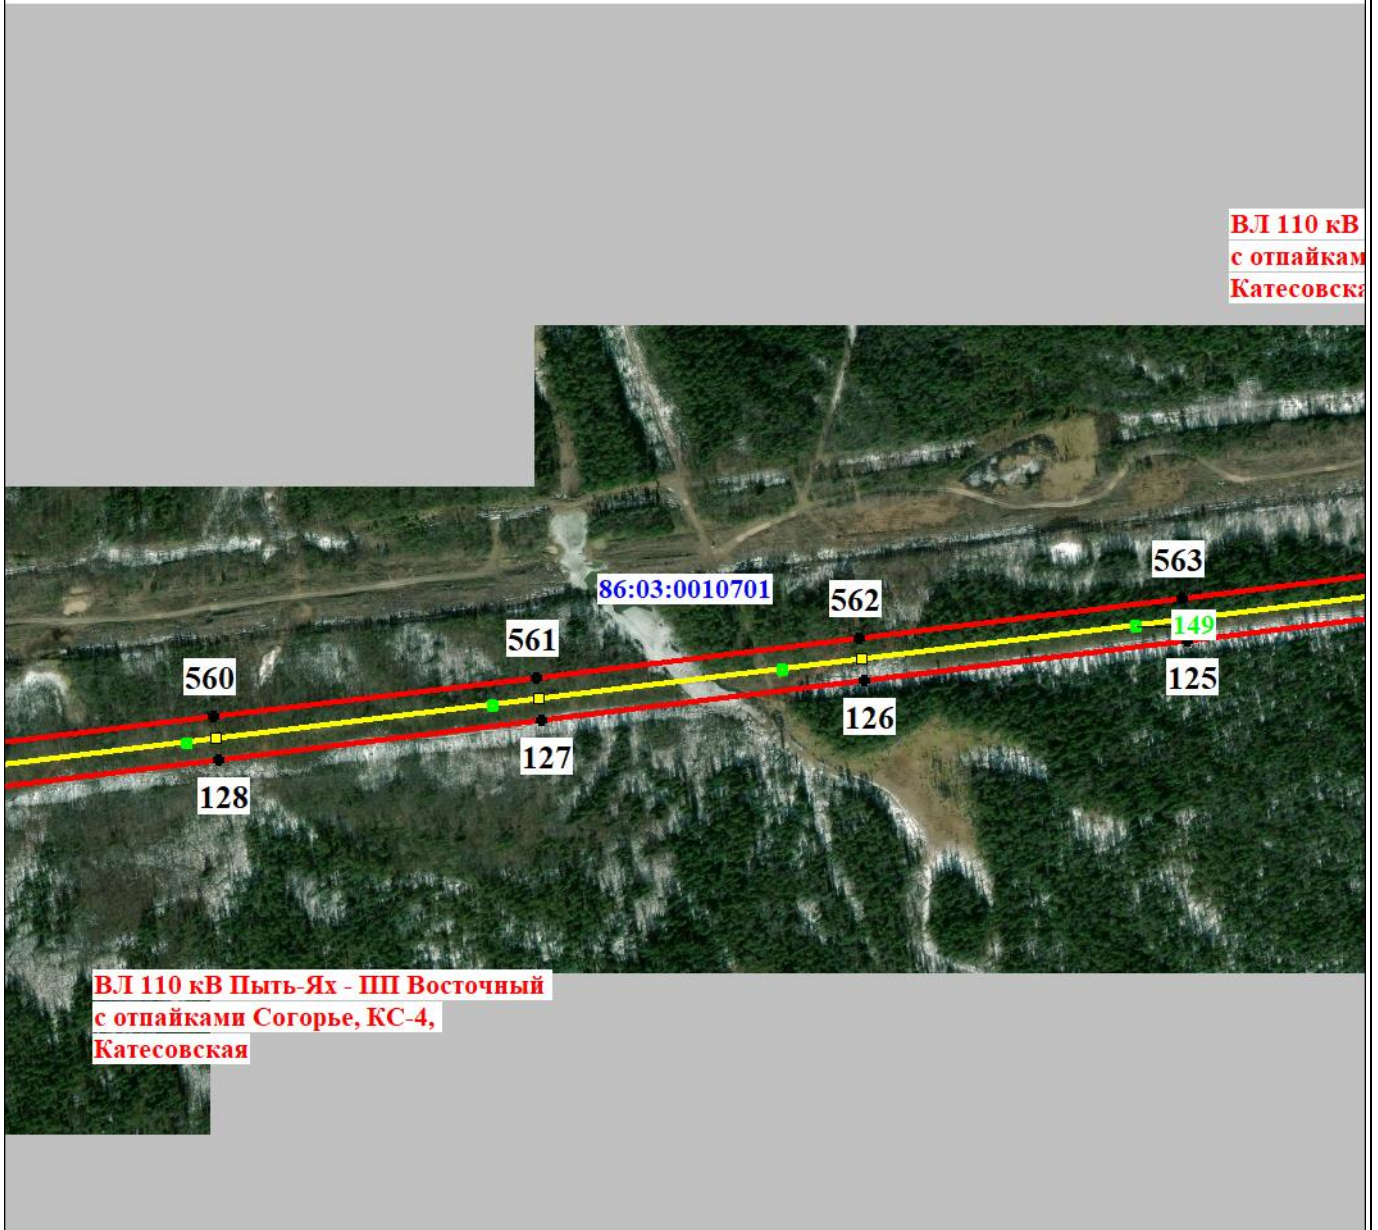 ВЛ 110 кВ
с отпайкам
Катесовска
563
86:03:0010701
562
149
561
560
125
126
127
128
ВЛ 110 кВ Пыть-Ях - ПП Восточный
с отпайками Согорье, КС-4,
Катесовская